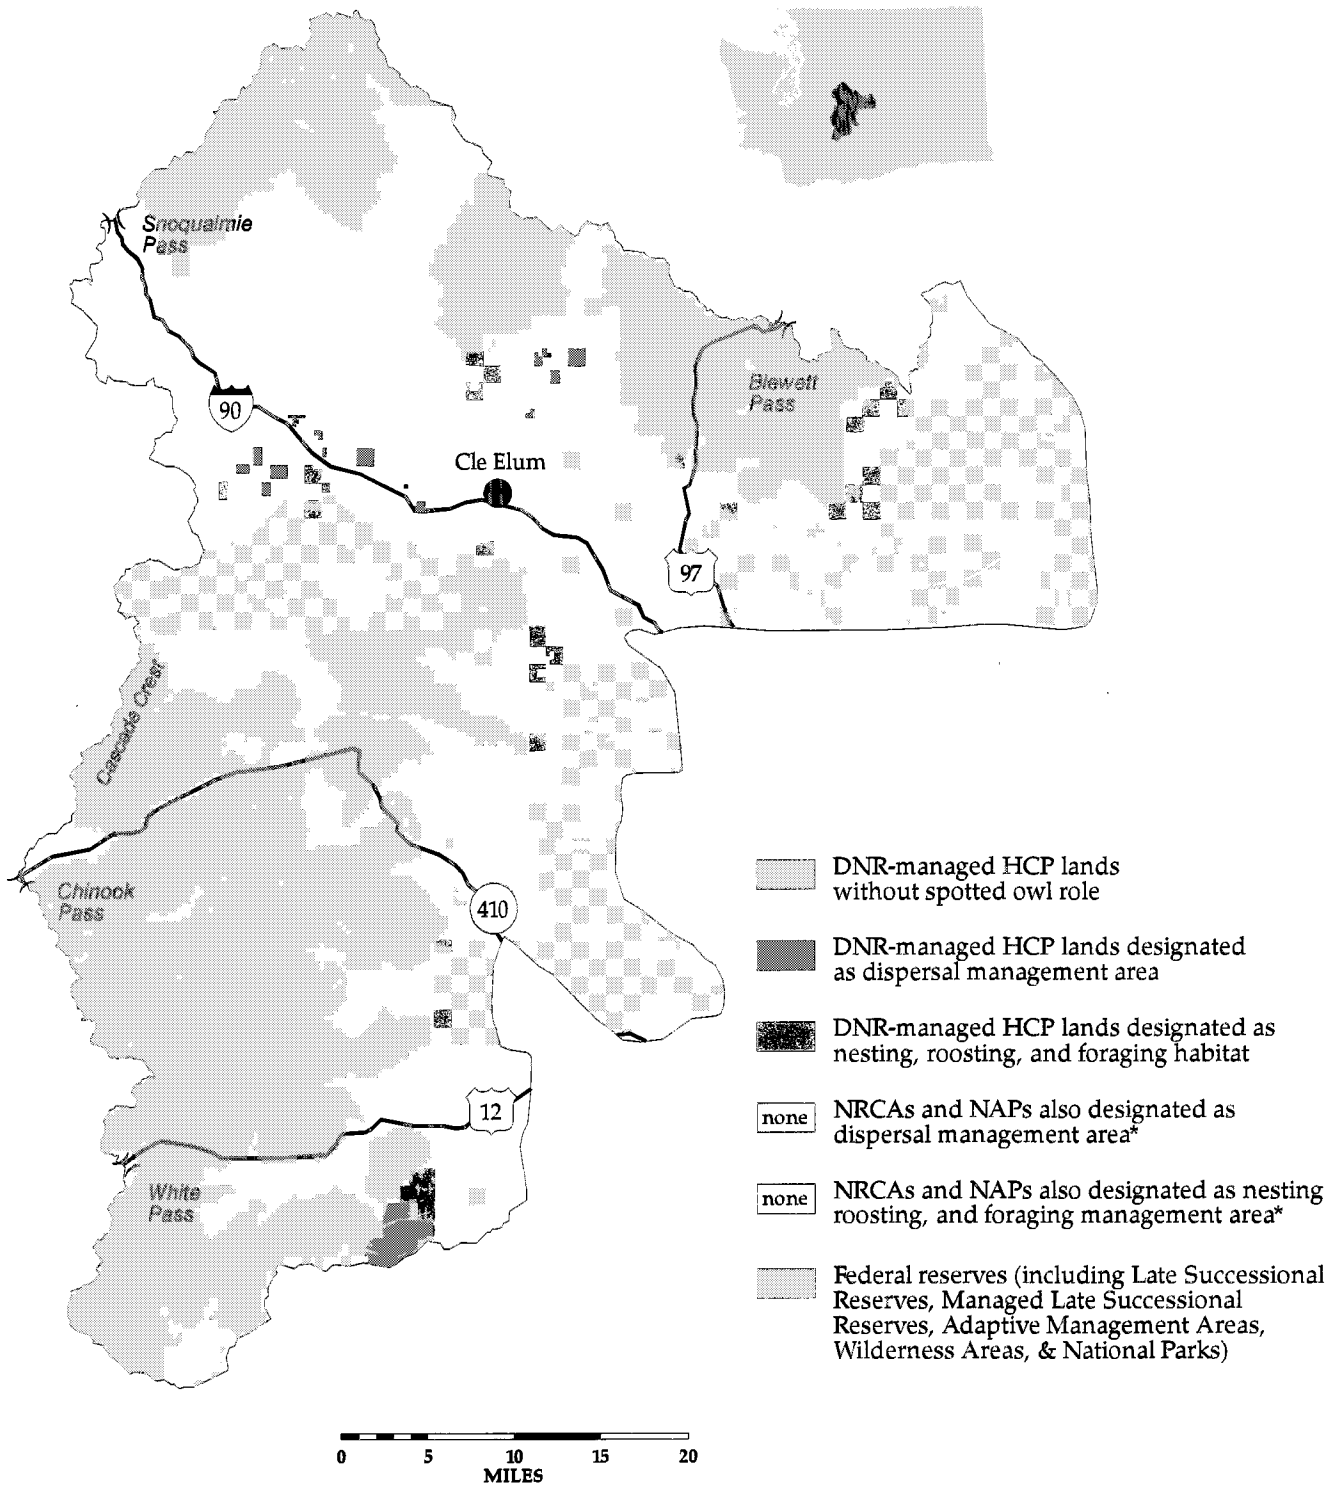 Snoqualmie
Pass
90
Cle Elum
Blewett
Pass
97
Cascade Crest
Chinook
Pass
410
12
White
Pass
DNR-managed HCP lands
without spotted owl role
DNR-managed HCP lands designated
as dispersal management area
DNR-managed HCP lands designated as
nesting, roosting, and foraging habitat
none
NRCAs and NAPs also designated as
dispersal management area*
none
NRCAs and NAPs also designated as nesting
roosting, and foraging management area*
Federal reserves (including Late Successional
Reserves, Managed Late Successional
Reserves, Adaptive Management Areas,
Wilderness Areas, & National Parks)
0 5 10 15 20
MILES